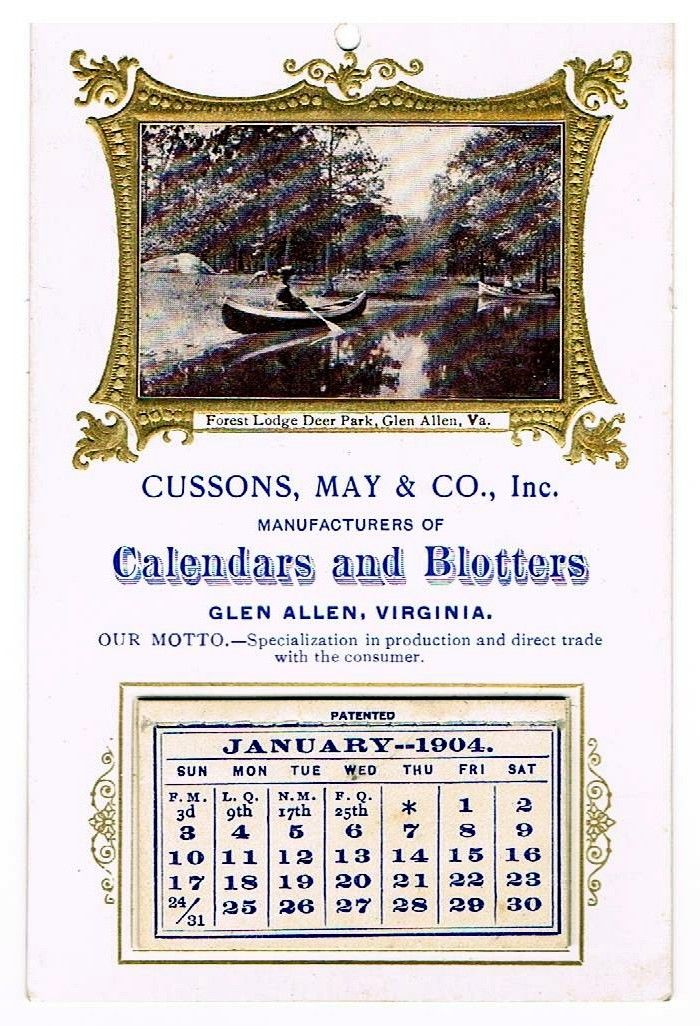 Forest Lodge Deer Park, Glen Allen, Va.
CUSSONS, MAY & CO., Inc.
MANUFACTURERS OF
Calendars and Blotters
GLEN ALLEN, VIRGINIA.
OUR MOTTO.—Specialization in production and direct trade
with the consumer.
PATENTED
JANUARY--1904.
SUN MON TUE WED THU FRI SAT
F. M. 3d L. Q. 9th N. M. 17th F. Q. 25th * 1 2
3 4 5 6 7 8 9
10 11 12 13 14 15 16
17 18 19 20 21 22 23
24/31 25 26 27 28 29 30